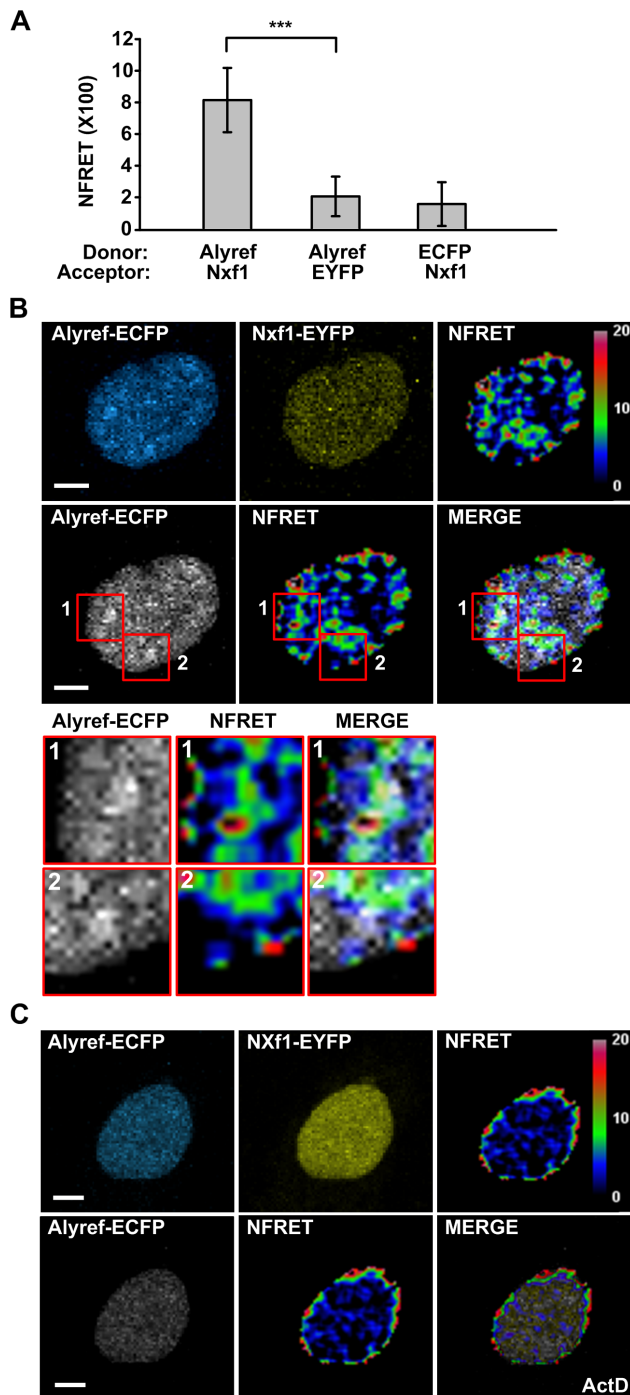 A
***
12
10
8
6
4
2
0
NFRET (X100)
Donor: Alyref Alyref ECFP
Acceptor: Nxf1 EYFP Nxf1
B
Alyref-ECFP Nxf1-EYFP NFRET
20
10
0
Alyref-ECFP NFRET MERGE
1 1 1
2 2 2
Alyref-ECFP NFRET MERGE
1 1 1
2 2 2
C
Alyref-ECFP NXf1-EYFP NFRET
20
10
0
Alyref-ECFP NFRET MERGE
ActD